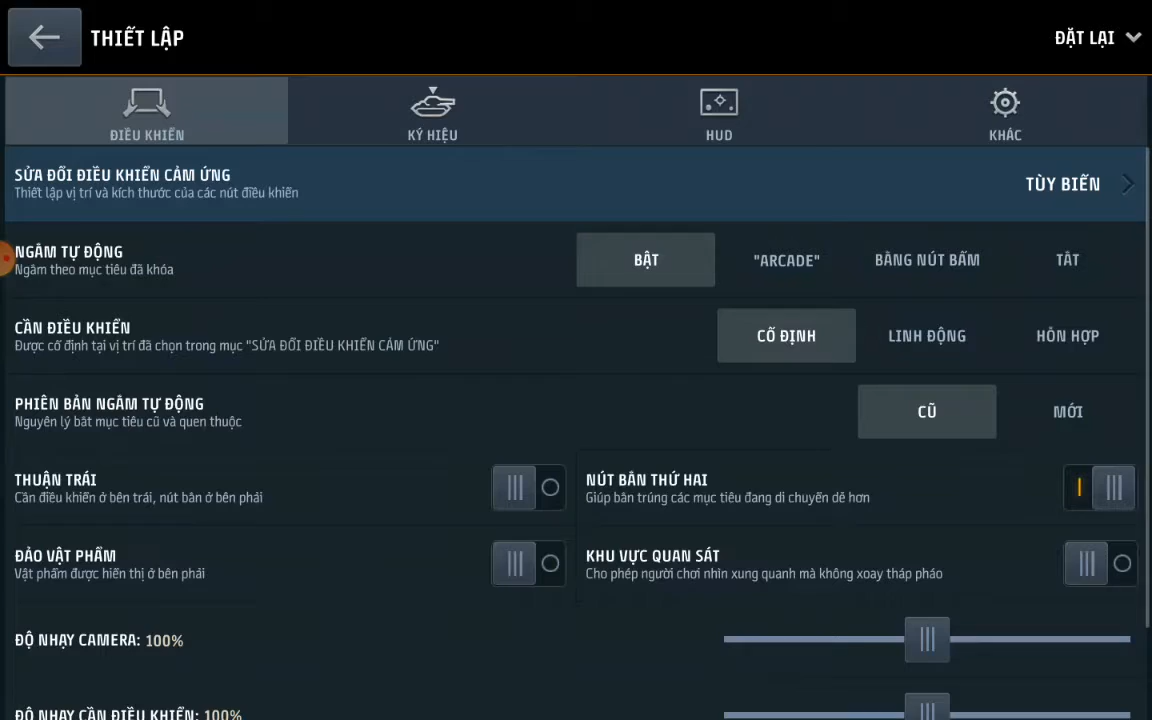 THIẾT LẬP
ĐẶT LẠI
ĐIỀU KHIỂN
KÝ HIỆU
HUD
KHÁC
SỬA ĐỔI ĐIỀU KHIỂN CẢM ỨNG
TÙY BIẾN
Thiết lập vị trí và kích thước của các nút điều khiển
NGẮM TỰ ĐỘNG
Ngắm theo mục tiêu đã khóa
BẬT
"ARCADE"
BẰNG NÚT BẤM
TẮT
CẦN ĐIỀU KHIỂN
Được cố định tại vị trí đã chọn trong mục "SỬA ĐỔI ĐIỀU KHIỂN CẢM ỨNG"
CỐ ĐỊNH
LINH ĐỘNG
HỖN HỢP
PHIÊN BẢN NGẮM TỰ ĐỘNG
Nguyên lý bắt mục tiêu cũ và quen thuộc
CŨ
MỚI
THUẬN TRÁI
Cần điều khiển ở bên trái, nút bắn ở bên phải
NÚT BẮN THỨ HAI
Giúp bắn trúng các mục tiêu đang di chuyển dễ hơn
ĐẢO VẬT PHẨM
Vật phẩm được hiển thị ở bên phải
KHU VỰC QUAN SÁT
Cho phép người chơi nhìn xung quanh mà không xoay tháp pháo
ĐỘ NHẠY CAMERA: 100%
ĐỘ NHẠY CẦN ĐIỀU KHIỂN: 100%